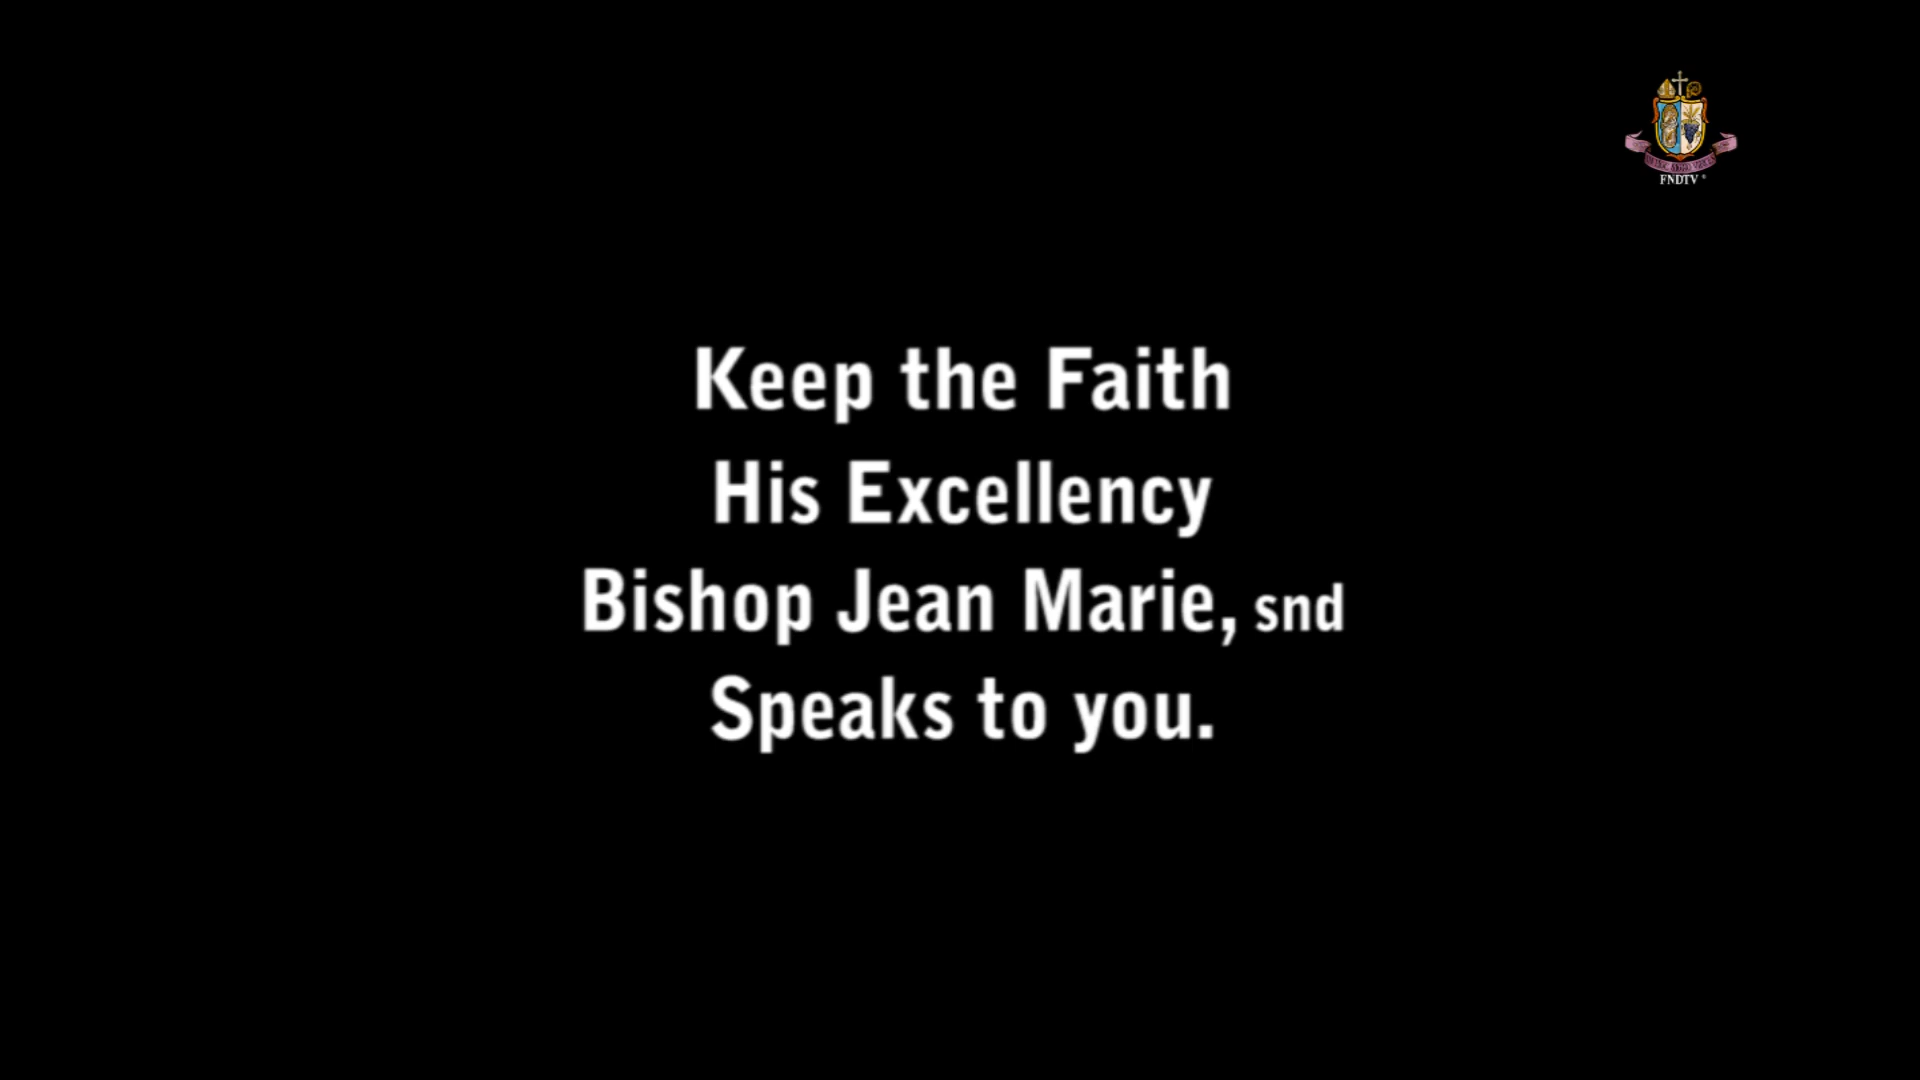 FNDTV
Keep the Faith
His Excellency
Bishop Jean Marie, snd
Speaks to you.